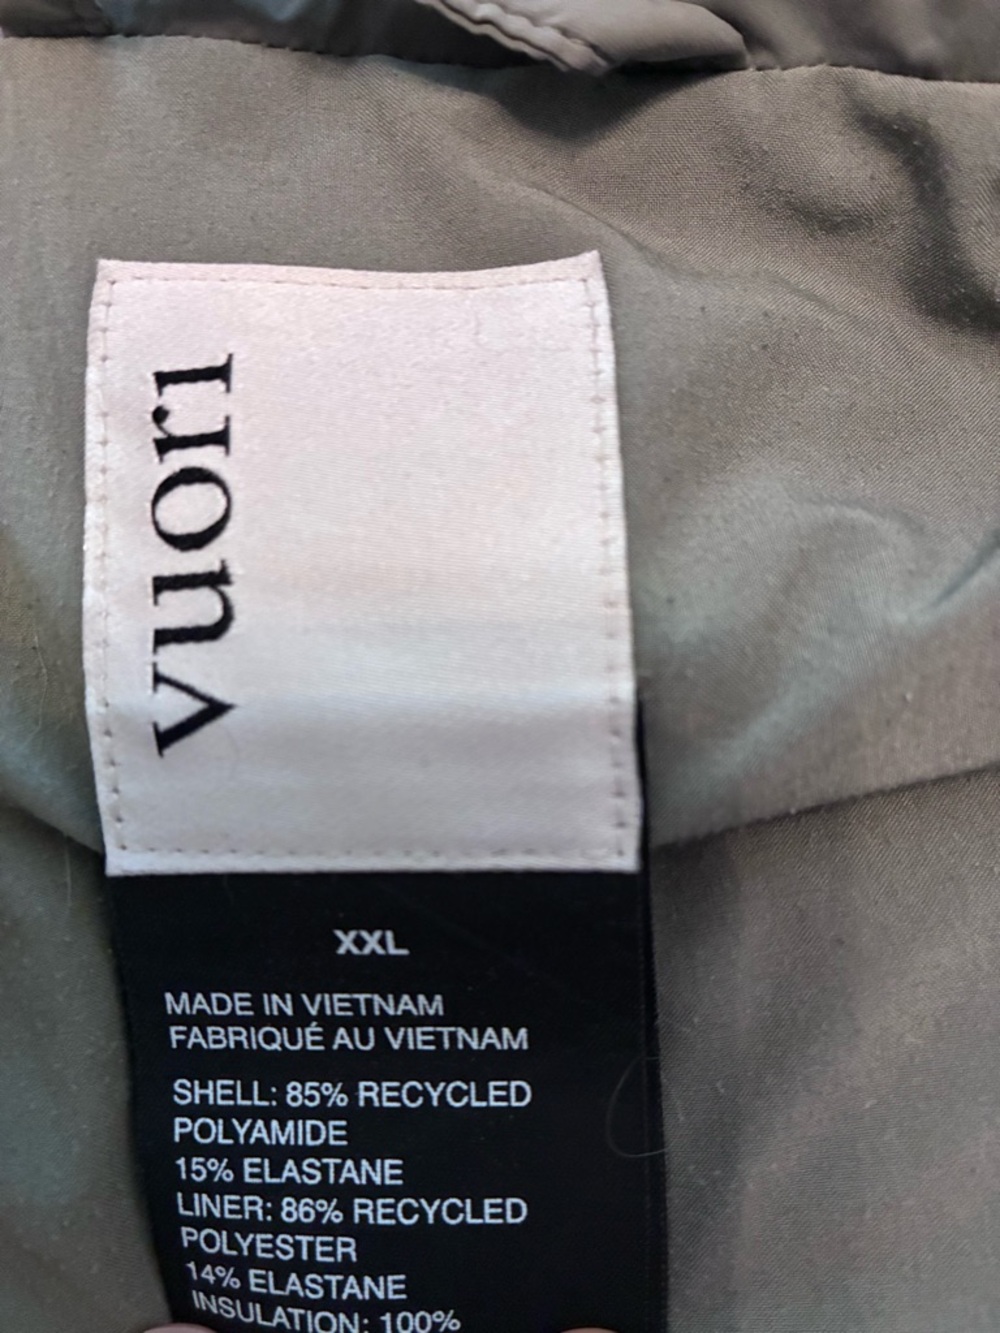 vuori
XXL
MADE IN VIETNAM
FABRIQUÉ AU VIETNAM
SHELL: 85% RECYCLED
POLYAMIDE
15% ELASTANE
LINER: 86% RECYCLED
POLYESTER
14% ELASTANE
INSULATION: 100%